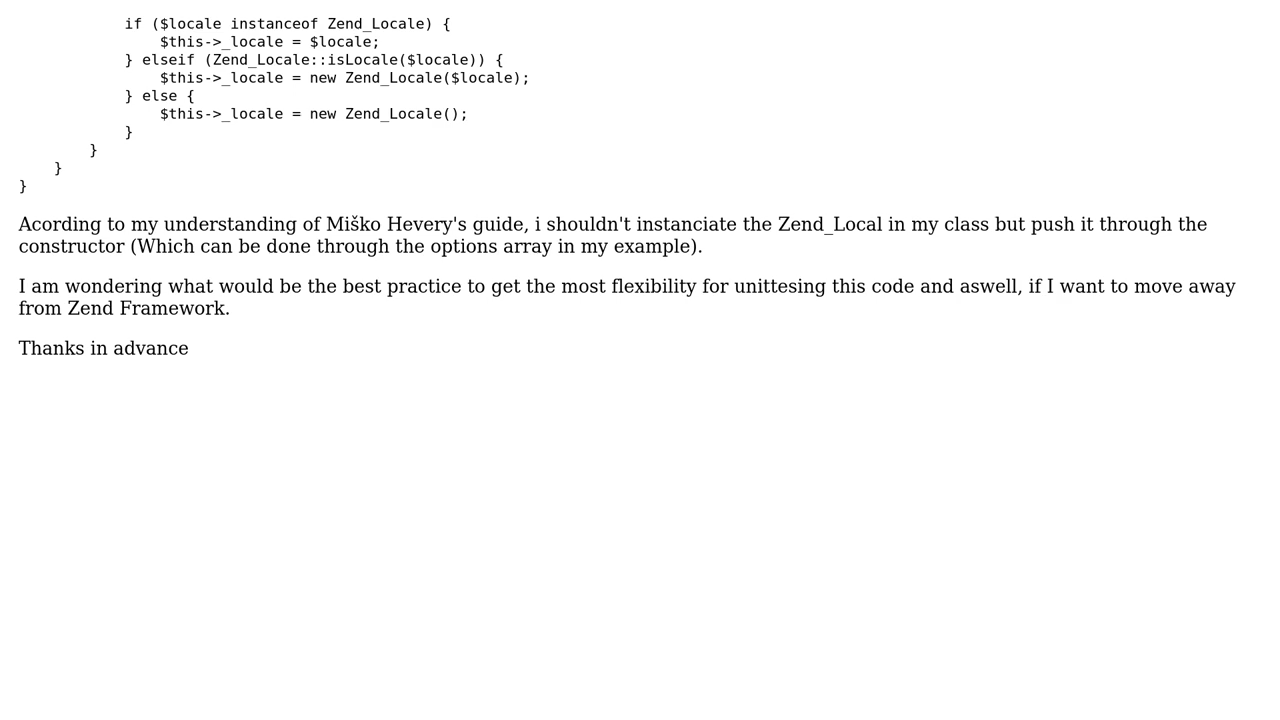 if ($locale instanceof Zend_Locale) {
                $this->_locale = $locale;
            } elseif (Zend_Locale::isLocale($locale)) {
                $this->_locale = new Zend_Locale($locale);
            } else {
                $this->_locale = new Zend_Locale();
            }
        }
    }
}
Acording to my understanding of Miško Hevery's guide, i shouldn't instanciate the Zend_Local in my class but push it through the
constructor (Which can be done through the options array in my example).
I am wondering what would be the best practice to get the most flexibility for unittesing this code and aswell, if I want to move away
from Zend Framework.
Thanks in advance